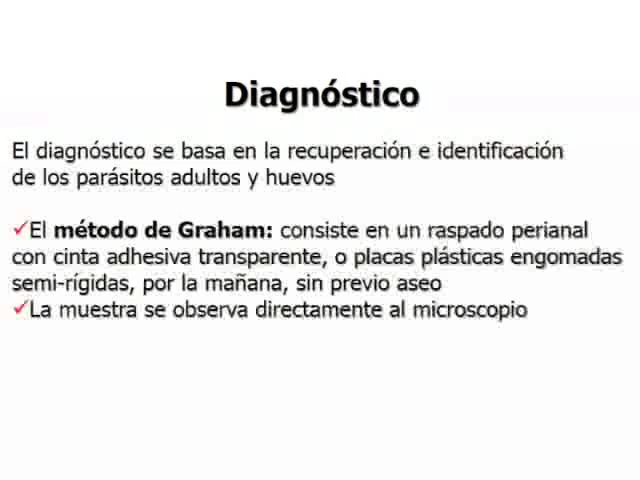 Diagnóstico
El diagnóstico se basa en la recuperación e identificación
de los parásitos adultos y huevos
✓El método de Graham: consiste en un raspado perianal
con cinta adhesiva transparente, o placas plásticas engomadas
semi-rígidas, por la mañana, sin previo aseo
✓La muestra se observa directamente al microscopio